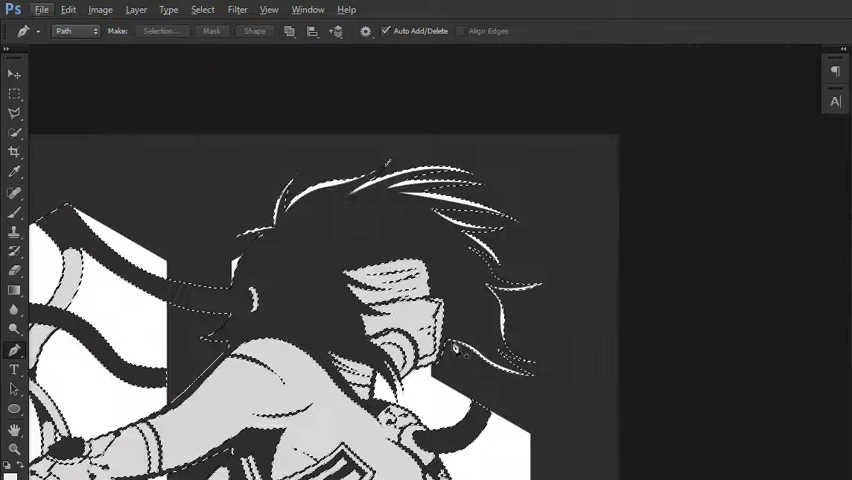 Ps File Edit Image Layer Type Select Filter View Window Help
Path Make: Selection... Mask Shape Auto Add/Delete Align Edges
A
T